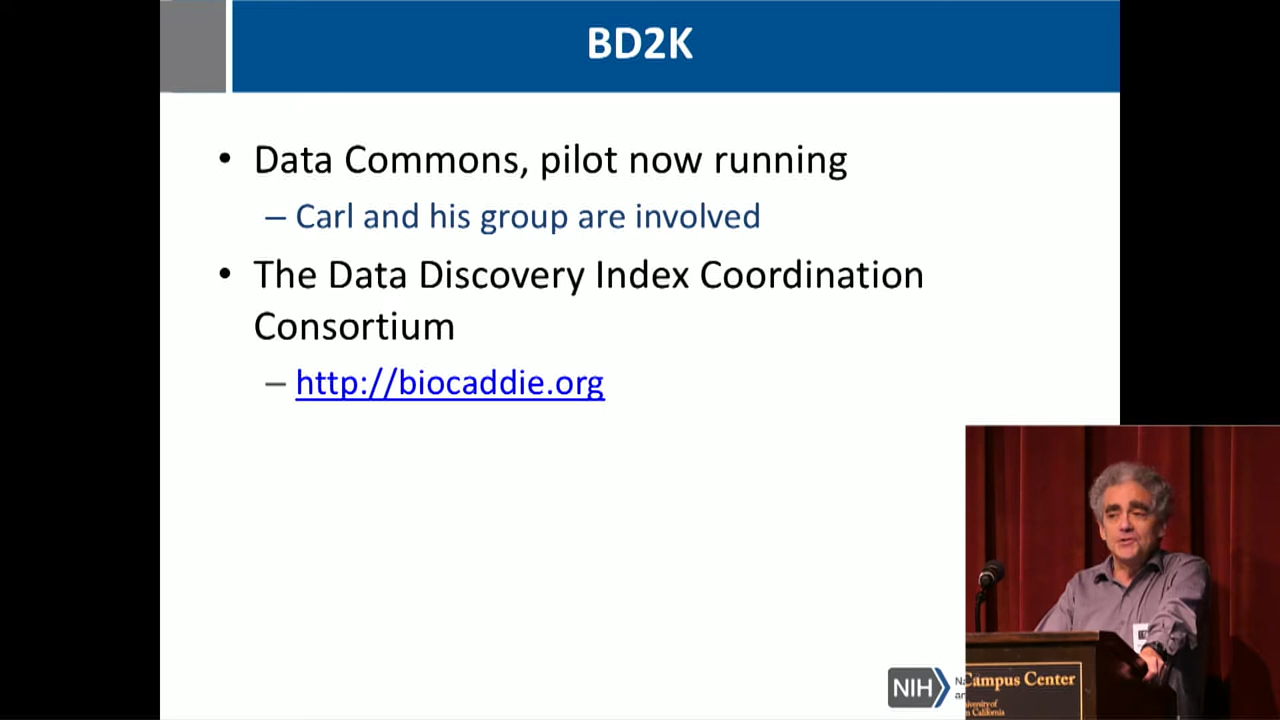 BD2K
• Data Commons, pilot now running
– Carl and his group are involved
• The Data Discovery Index Coordination
Consortium
– http://biocaddie.org
NIH
Campus Center
California